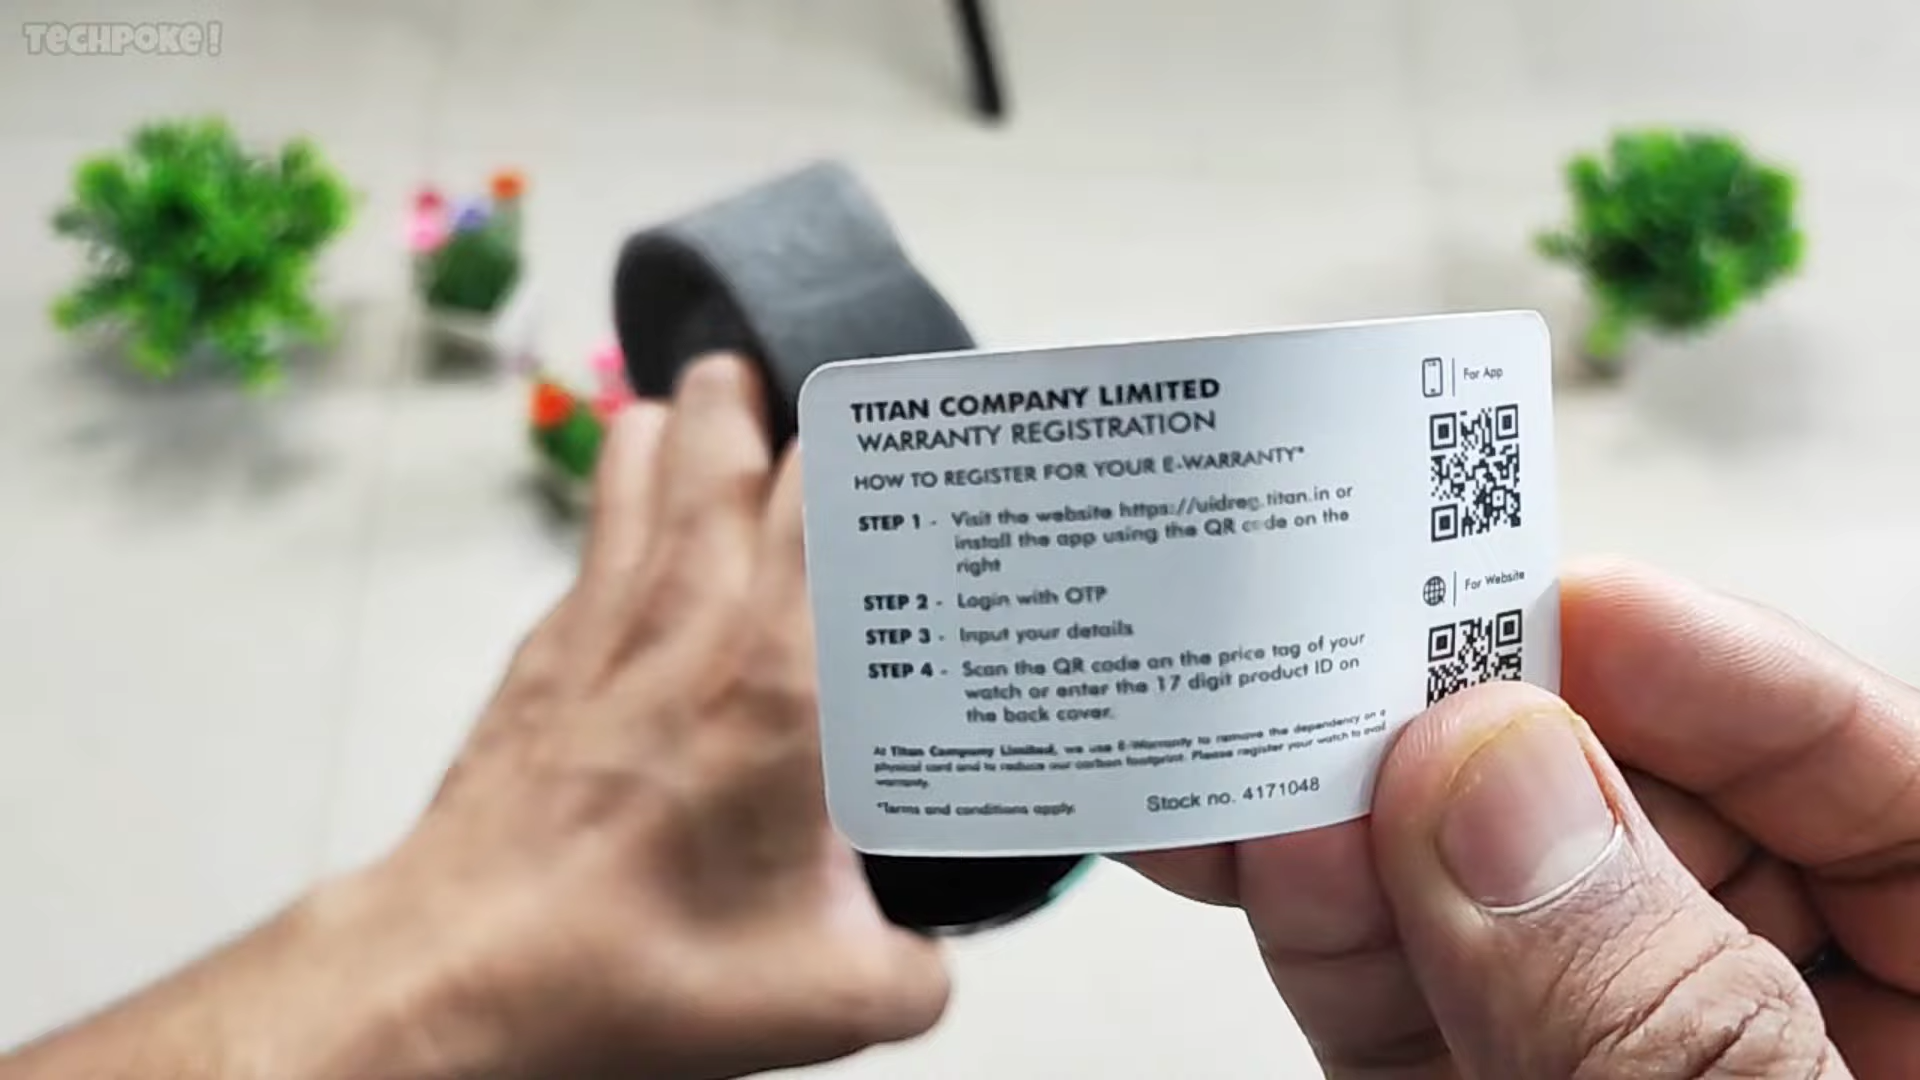 TECHPOKE!
TITAN COMPANY LIMITED
WARRANTY REGISTRATION
HOW TO REGISTER FOR YOUR E-WARRANTY*
STEP 1 - Visit the website https://uidreg.titan.in or
install the app using the QR code on the
right
STEP 2 - Login with OTP
STEP 3 - Input your details
STEP 4 - Scan the QR code on the price tag of your
watch or enter the 17 digit product ID on
the back cover.
At Titan Company Limited, we use E-Warranty to remove the dependency on a
physical card and to reduce our carbon footprint. Please register your watch to avail
warranty.
*Terms and conditions apply.
Stock no. 4171048
For App
For Website